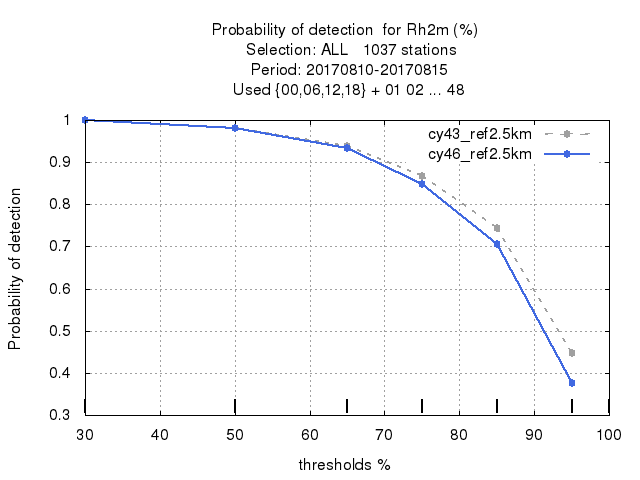 Probability of detection  for Rh2m (%)
Selection: ALL   1037 stations
Period: 20170810-20170815
Used {00,06,12,18} + 01 02 ... 48
cy43_ref2.5km
cy46_ref2.5km
Probability of detection
1
0.9
0.8
0.7
0.6
0.5
0.4
0.3
30 40 50 60 70 80 90 100
thresholds %